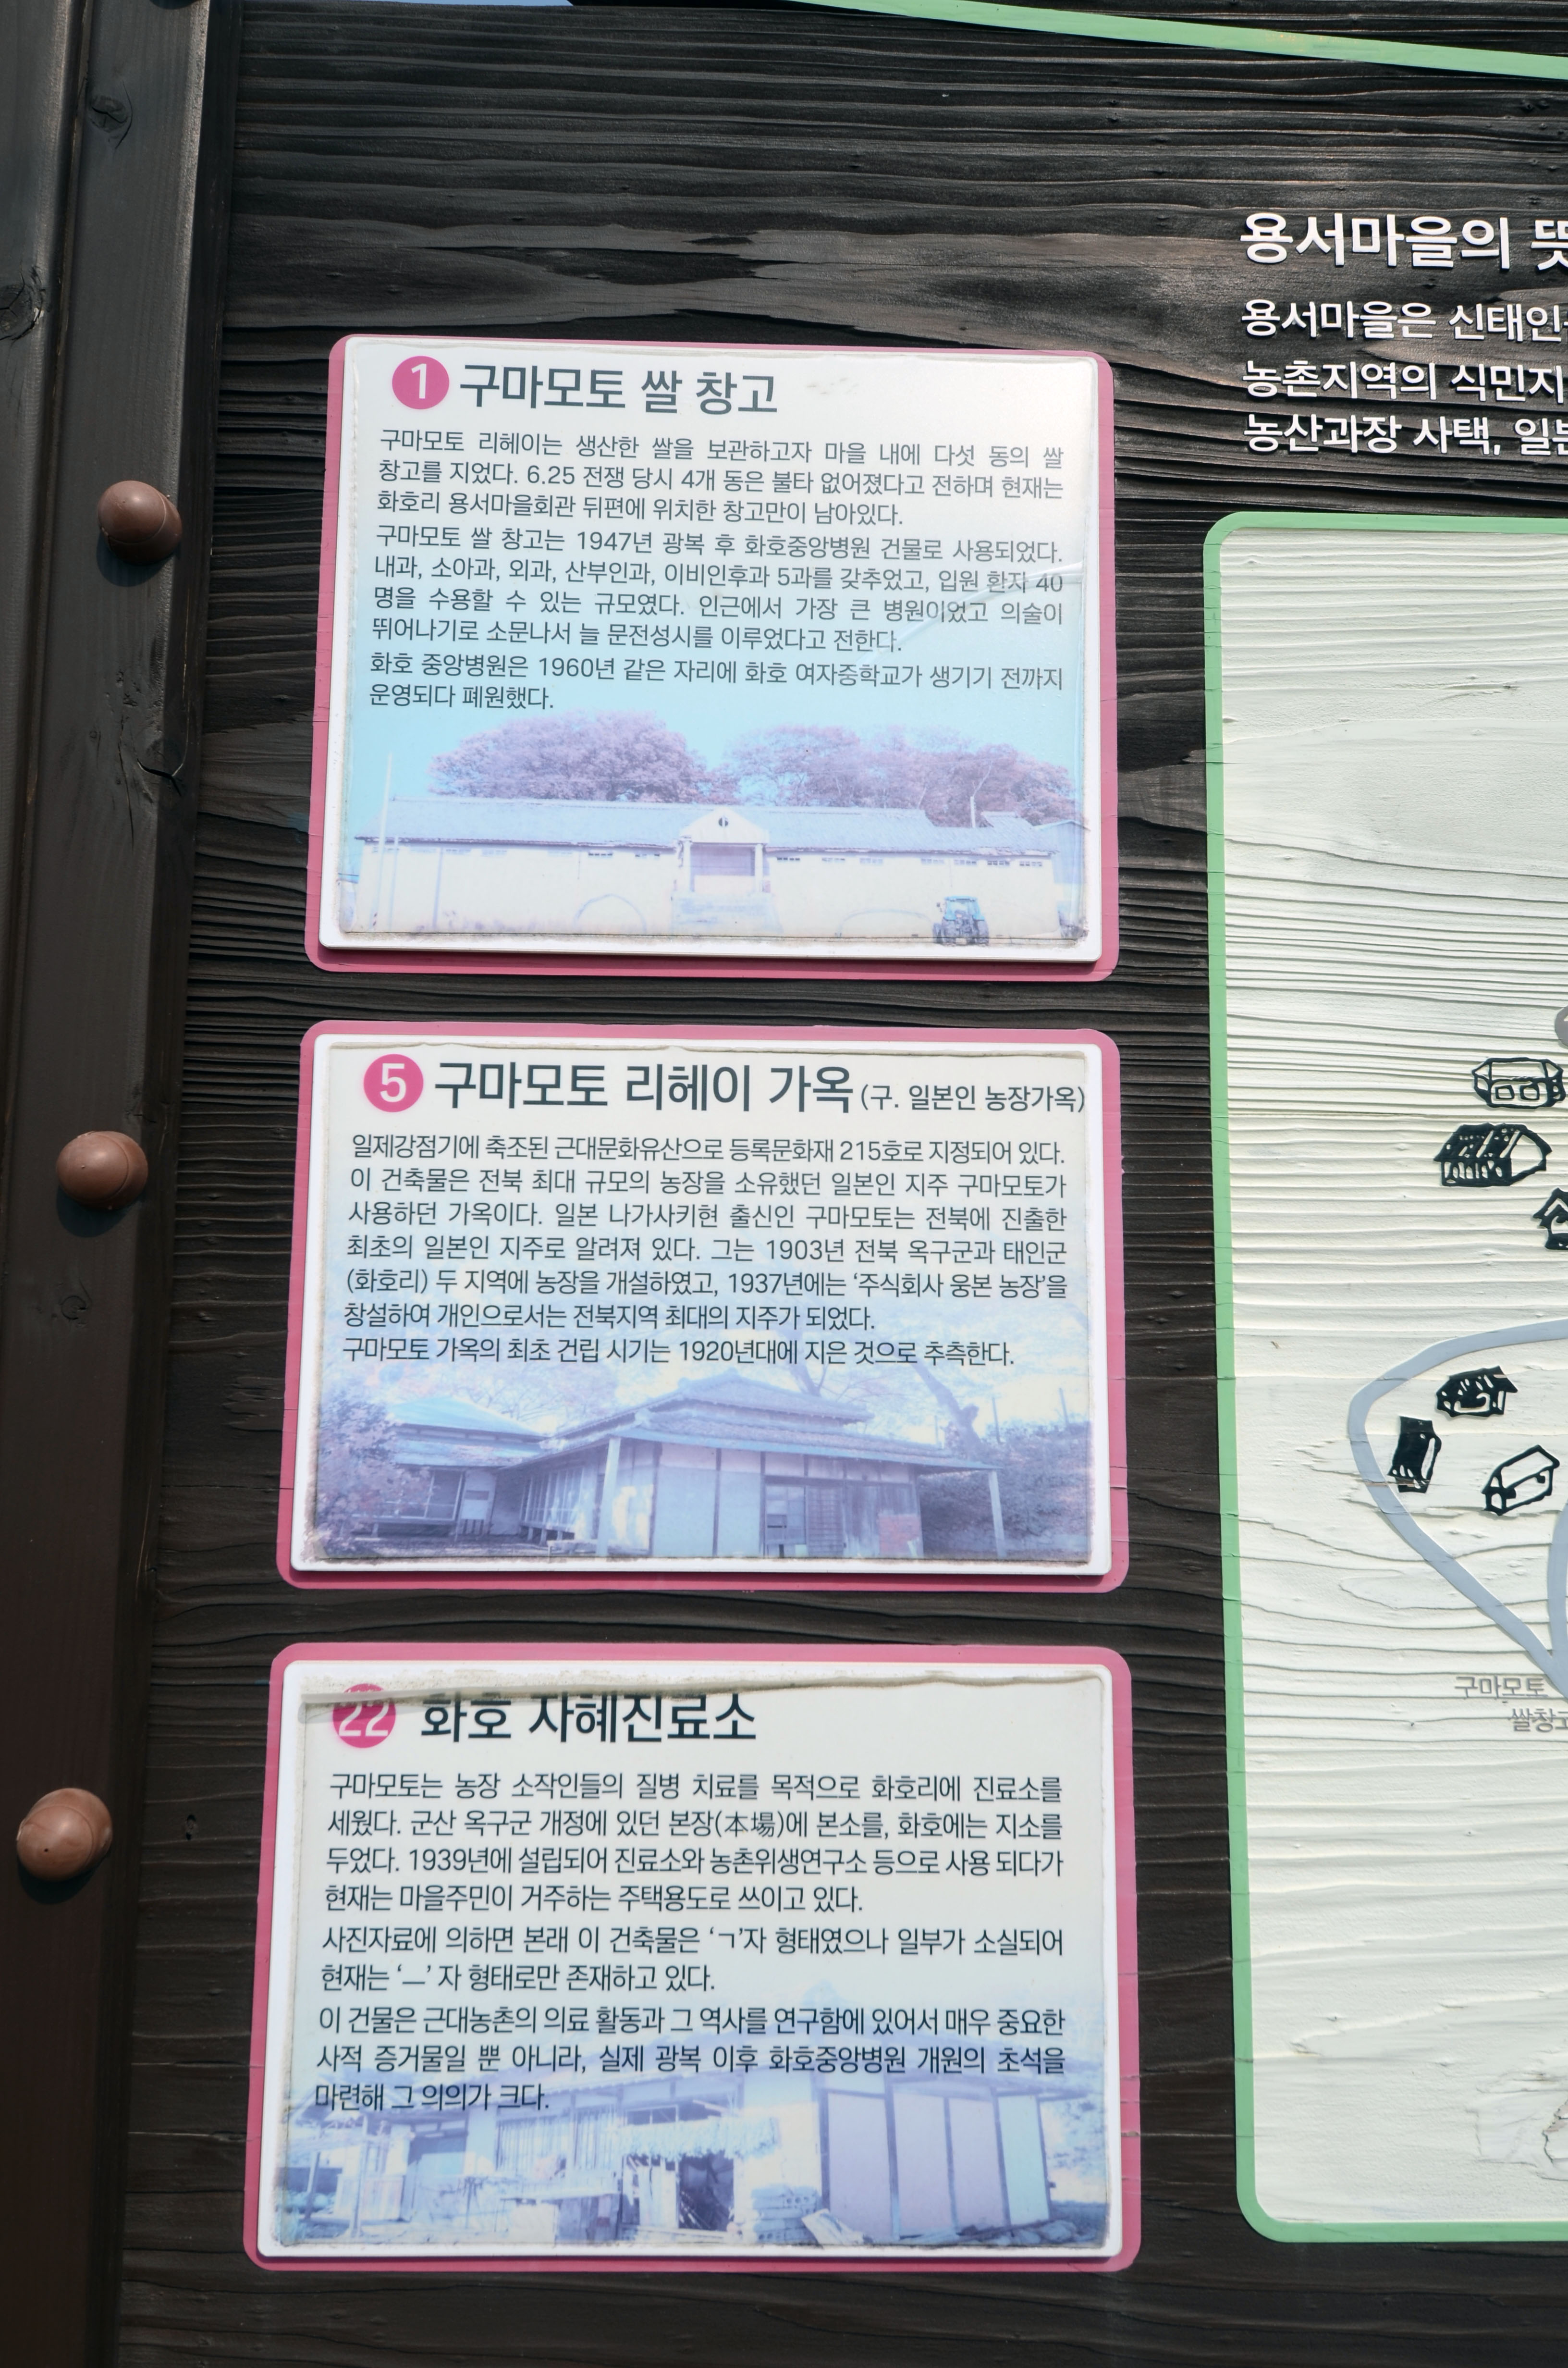 1 구마모토 쌀 창고
구마모토 리헤이는 생산한 쌀을 보관하고자 마을 내에 다섯 동의 쌀
창고를 지었다. 6.25 전쟁 당시 4개 동은 불타 없어졌다고 전하며 현재는
화호리 용서마을회관 뒤편에 위치한 창고만이 남아있다.
구마모토 쌀 창고는 1947년 광복 후 화호중앙병원 건물로 사용되었다.
내과, 소아과, 외과, 산부인과, 이비인후과 5과를 갖추었고, 입원 환자 40
명을 수용할 수 있는 규모였다. 인근에서 가장 큰 병원이었고 의술이
뛰어나기로 소문나서 늘 문전성시를 이루었다고 전한다.
화호 중앙병원은 1960년 같은 자리에 화호 여자중학교가 생기기 전까지
운영되다 폐원했다.
5 구마모토 리헤이 가옥 (구. 일본인 농장가옥)
일제강점기에 축조된 근대문화유산으로 등록문화재 215호로 지정되어 있다.
이 건축물은 전북 최대 규모의 농장을 소유했던 일본인 지주 구마모토가
사용하던 가옥이다. 일본 나가사키현 출신인 구마모토는 전북에 진출한
최초의 일본인 지주로 알려져 있다. 그는 1903년 전북 옥구군과 태인군
(화호리) 두 지역에 농장을 개설하였고, 1937년에는 ‘주식회사 웅본 농장’을
창설하여 개인으로서는 전북지역 최대의 지주가 되었다.
구마모토 가옥의 최초 건립 시기는 1920년대에 지은 것으로 추측한다.
22 화호 자혜진료소
구마모토는 농장 소작인들의 질병 치료를 목적으로 화호리에 진료소를
세웠다. 군산 옥구군 개정에 있던 본장(本場)에 본소를, 화호에는 지소를
두었다. 1939년에 설립되어 진료소와 농촌위생연구소 등으로 사용 되다가
현재는 마을주민이 거주하는 주택용도로 쓰이고 있다.
사진자료에 의하면 본래 이 건축물은 ‘ㄱ’자 형태였으나 일부가 소실되어
현재는 ‘ㅡ’ 자 형태로만 존재하고 있다.
이 건물은 근대농촌의 의료 활동과 그 역사를 연구함에 있어서 매우 중요한
사적 증거물일 뿐 아니라, 실제 광복 이후 화호중앙병원 개원의 초석을
마련해 그 의의가 크다.
용서마을의 뜻
용서마을은 신태인
농촌지역의 식민지
농산과장 사택, 일본
구마모토
쌀창고